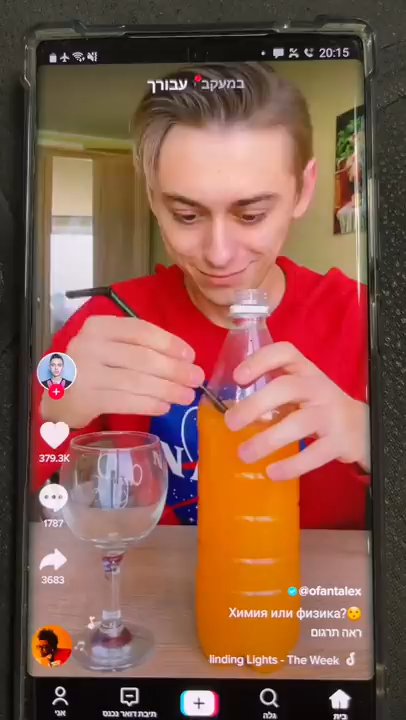 20:15
במעקב עבורך
379.3K
1787
3683
@ofantalex
Химия или физика?😗
ראה תרגום
linding Lights - The Week
בית
גלה
תיבת דואר נכנס
אני